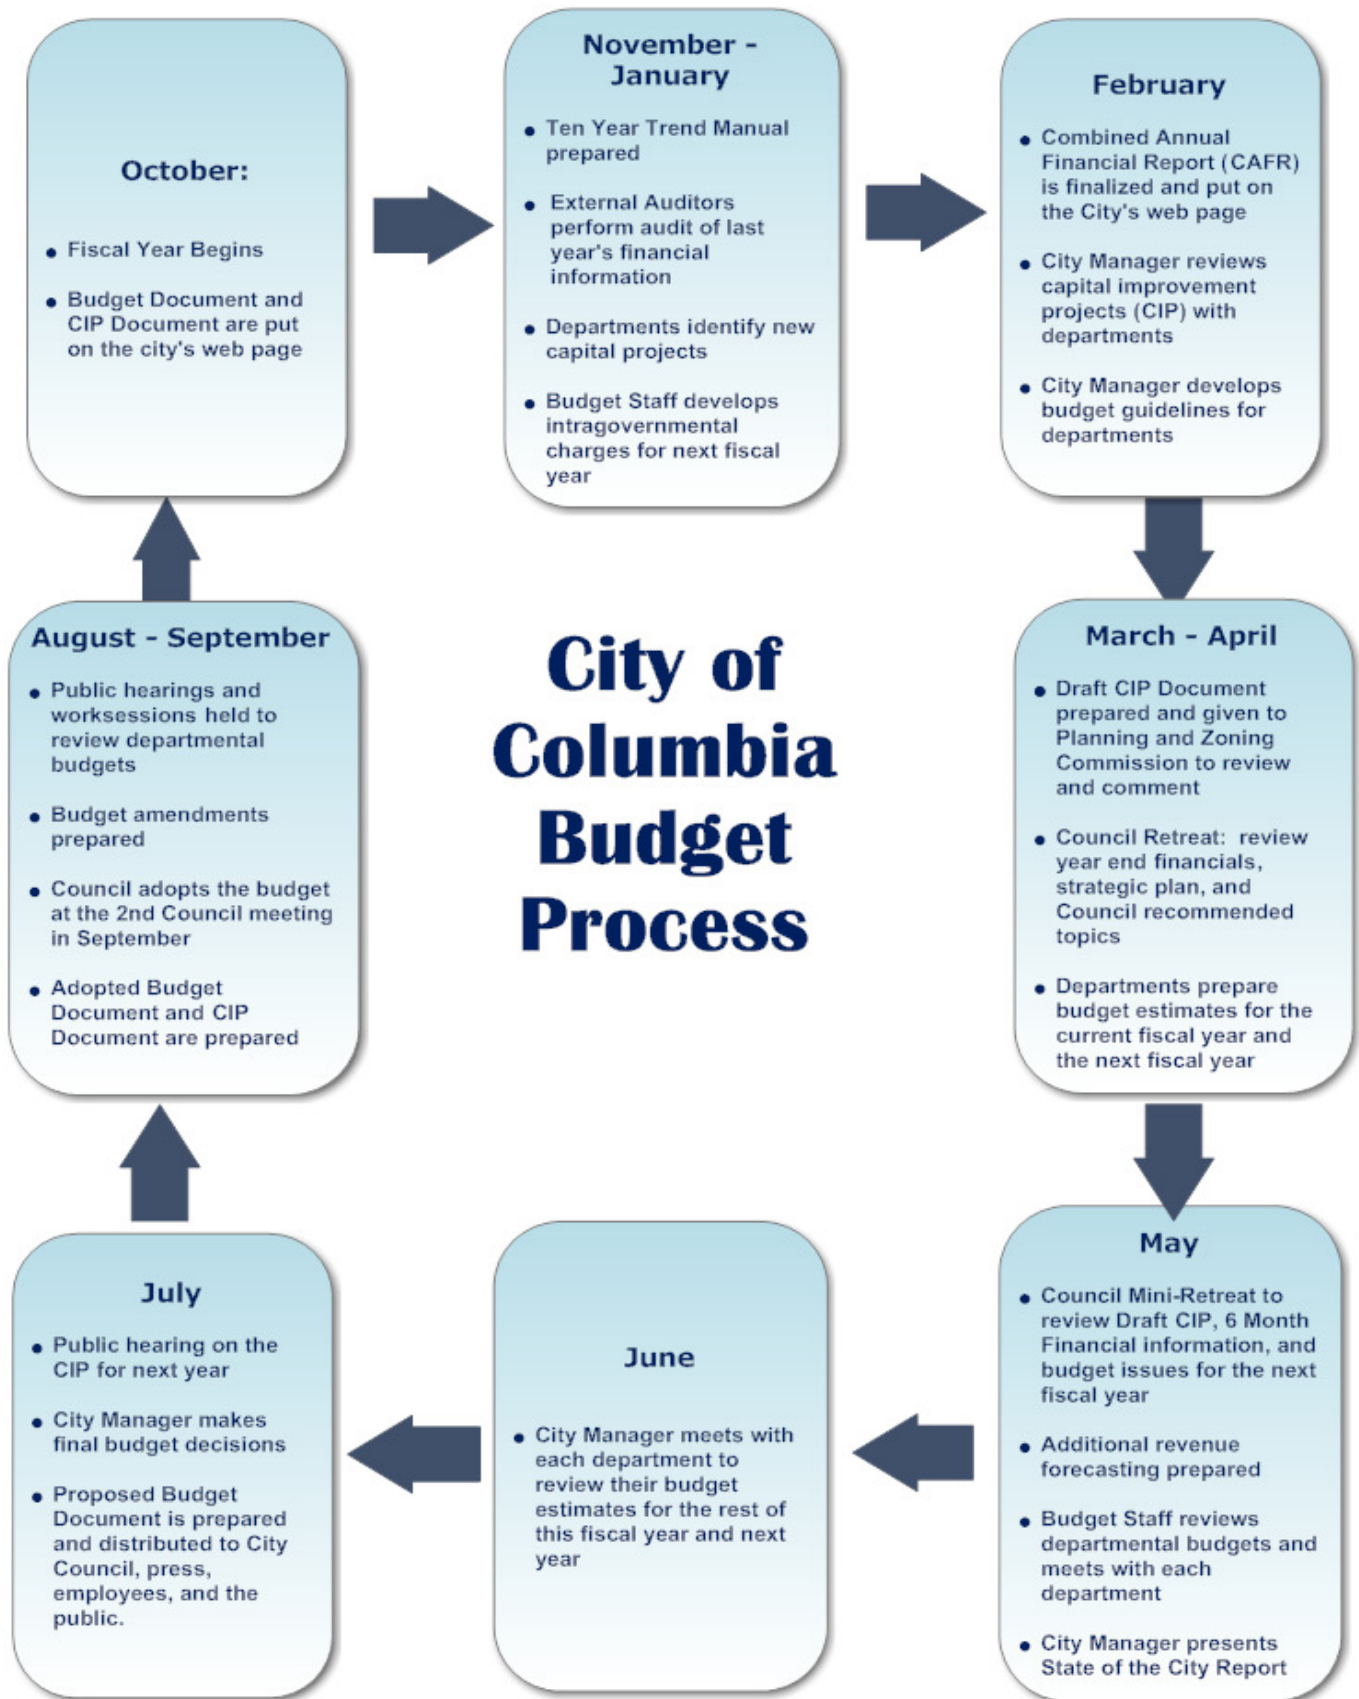 October:
• Fiscal Year Begins
• Budget Document and
CIP Document are put
on the city's web page
November -
January
• Ten Year Trend Manual
prepared
• External Auditors
perform audit of last
year's financial
information
• Departments identify new
capital projects
• Budget Staff develops
intragovernmental
charges for next fiscal
year
February
• Combined Annual
Financial Report (CAFR)
is finalized and put on
the City's web page
• City Manager reviews
capital improvement
projects (CIP) with
departments
• City Manager develops
budget guidelines for
departments
August - September
• Public hearings and
worksessions held to
review departmental
budgets
• Budget amendments
prepared
• Council adopts the budget
at the 2nd Council meeting
in September
• Adopted Budget
Document and CIP
Document are prepared
City of
Columbia
Budget
Process
March - April
• Draft CIP Document
prepared and given to
Planning and Zoning
Commission to review
and comment
• Council Retreat: review
year end financials,
strategic plan, and
Council recommended
topics
• Departments prepare
budget estimates for the
current fiscal year and
the next fiscal year
July
• Public hearing on the
CIP for next year
• City Manager makes
final budget decisions
• Proposed Budget
Document is prepared
and distributed to City
Council, press,
employees, and the
public.
June
• City Manager meets with
each department to
review their budget
estimates for the rest of
this fiscal year and next
year
May
• Council Mini-Retreat to
review Draft CIP, 6 Month
Financial information, and
budget issues for the next
fiscal year
• Additional revenue
forecasting prepared
• Budget Staff reviews
departmental budgets and
meets with each
department
• City Manager presents
State of the City Report